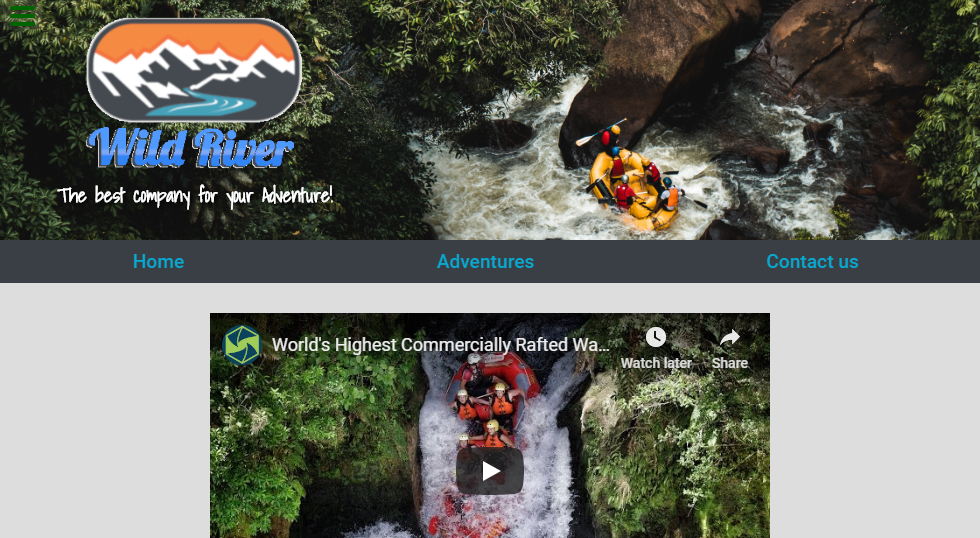 Wild River
The best company for your Adventure!
Home
Adventures
Contact us
World's Highest Commercially Rafted Wa...
Watch later
Share